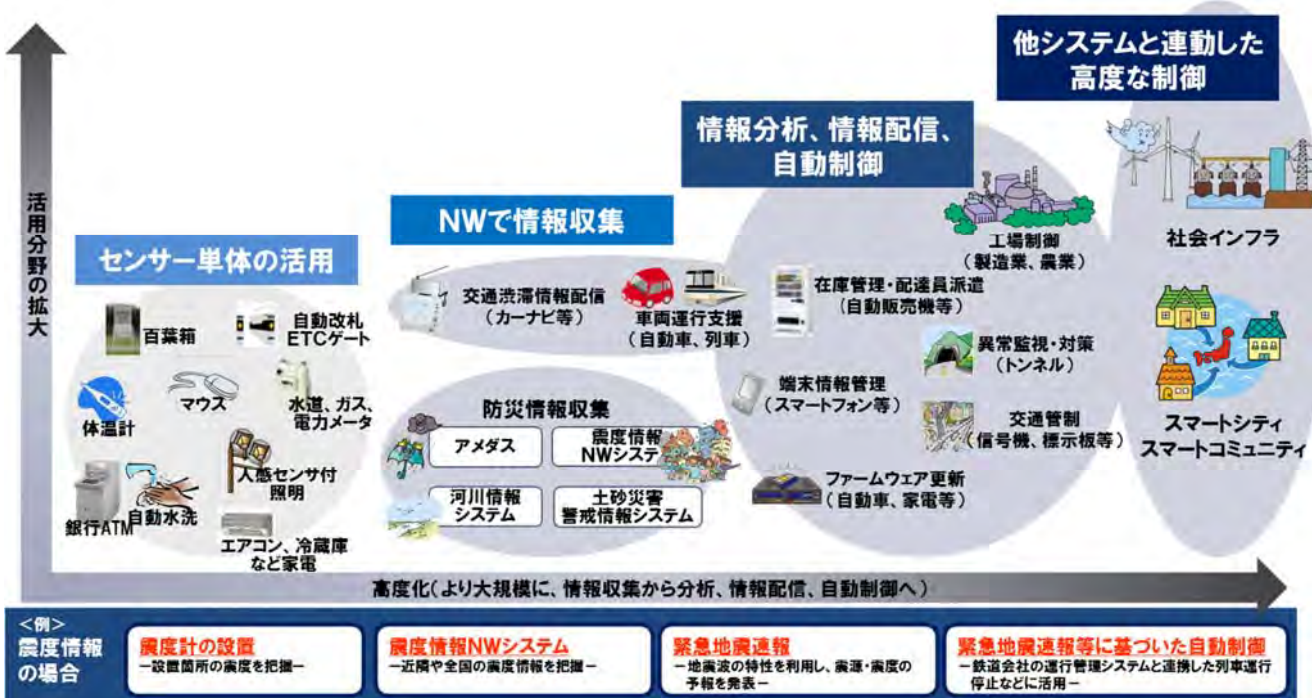 他システムと連動した
高度な制御
情報分析、情報配信、
自動制御
NWで情報収集
センサー単体の活用
活用分野の拡大
百葉箱
自動改札
ETCゲート
体温計
マウス
水道、ガス、
電力メータ
人感センサ付
照明
銀行ATM
自動水洗
エアコン、冷蔵庫
など家電
交通渋滞情報配信
(カーナビ等)
車両運行支援
(自動車、列車)
防災情報収集
アメダス
震度情報
NWシステ
河川情報
システム
土砂災害
警戒情報システム
工場制御
(製造業、農業)
在庫管理・配達員派遣
(自動販売機等)
異常監視・対策
(トンネル)
端末情報管理
(スマートフォン等)
交通管制
(信号機、標示板等)
ファームウェア更新
(自動車、家電等)
社会インフラ
スマートシティ
スマートコミュニティ
高度化(より大規模に、情報収集から分析、情報配信、自動制御へ)
<例>
震度情報
の場合
震度計の設置
−設置箇所の震度を把握−
震度情報NWシステム
−近隣や全国の震度情報を把握−
緊急地震速報
−地震波の特性を利用し、震源・震度の
予報を発表−
緊急地震速報等に基づいた自動制御
−鉄道会社の運行管理システムと連携した列車運行
停止などに活用−